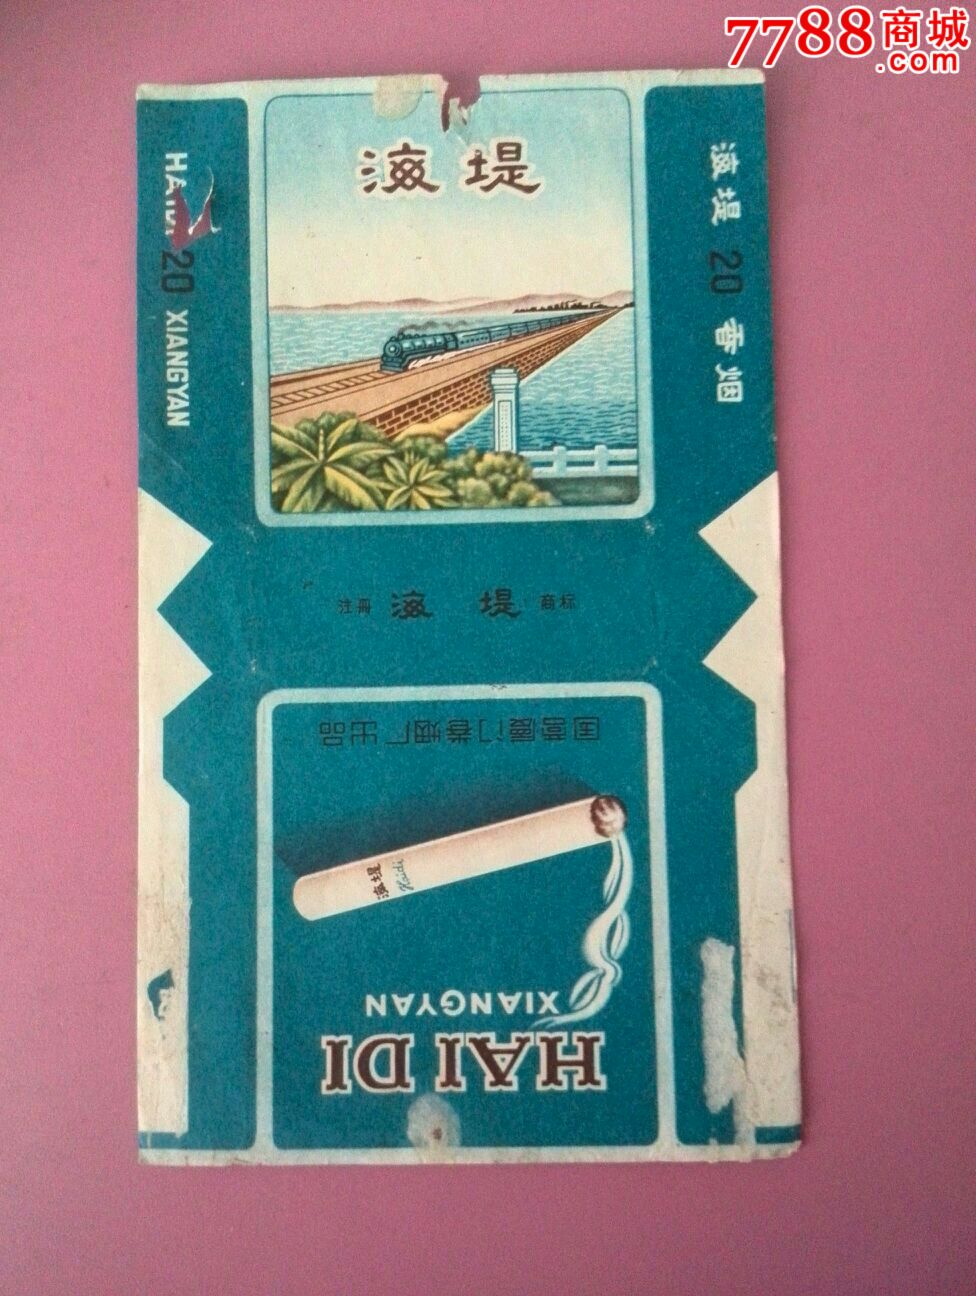 7788商城
.com
海堤
HAIDI 20 XIANGYAN
海堤 20 香烟
注册 海堤 商标
国营厦门卷烟厂出品
海堤
Haidi
XIANGYAN
HAI DI